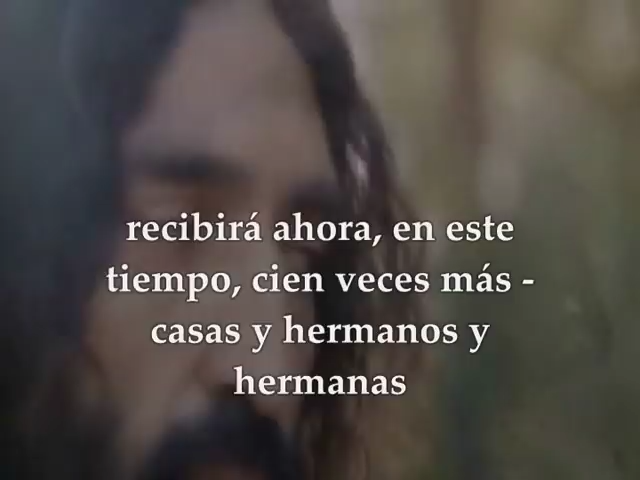 recibirá ahora, en este
tiempo, cien veces más -
casas y hermanos y
hermanas